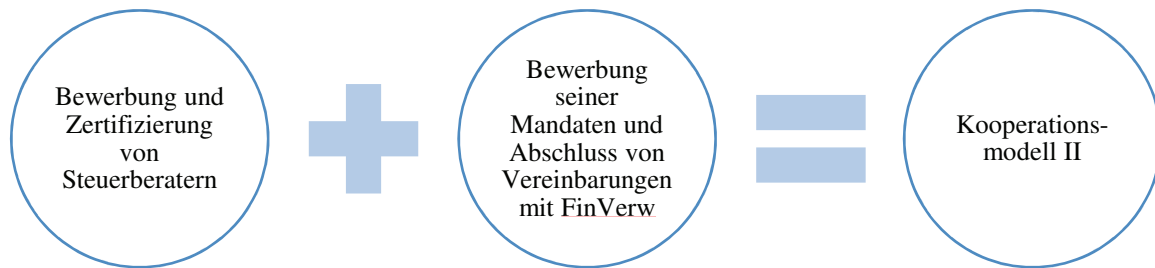 Bewerbung und
Zertifizierung
von
Steuerberatern
Bewerbung
seiner
Mandaten und
Abschluss von
Vereinbarungen
mit FinVerw
Kooperations-
modell II